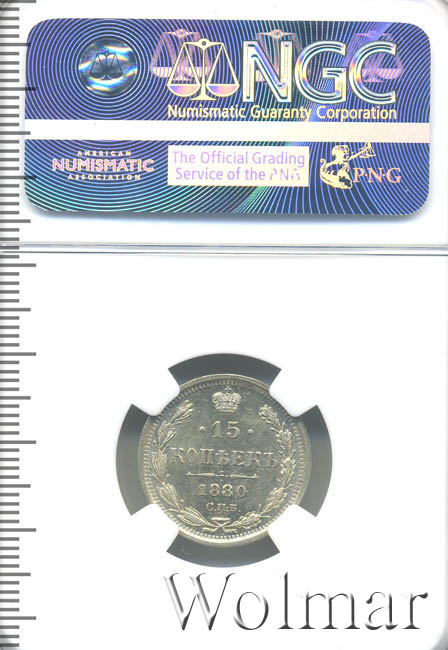 NGC
Numismatic Guaranty Corporation
AMERICAN
NUMISMATIC
ASSOCIATION
The Official Grading
Service of the PNG
PNG
15
КОПѢЕКЪ
1880
С.П.Б.
Wolmar